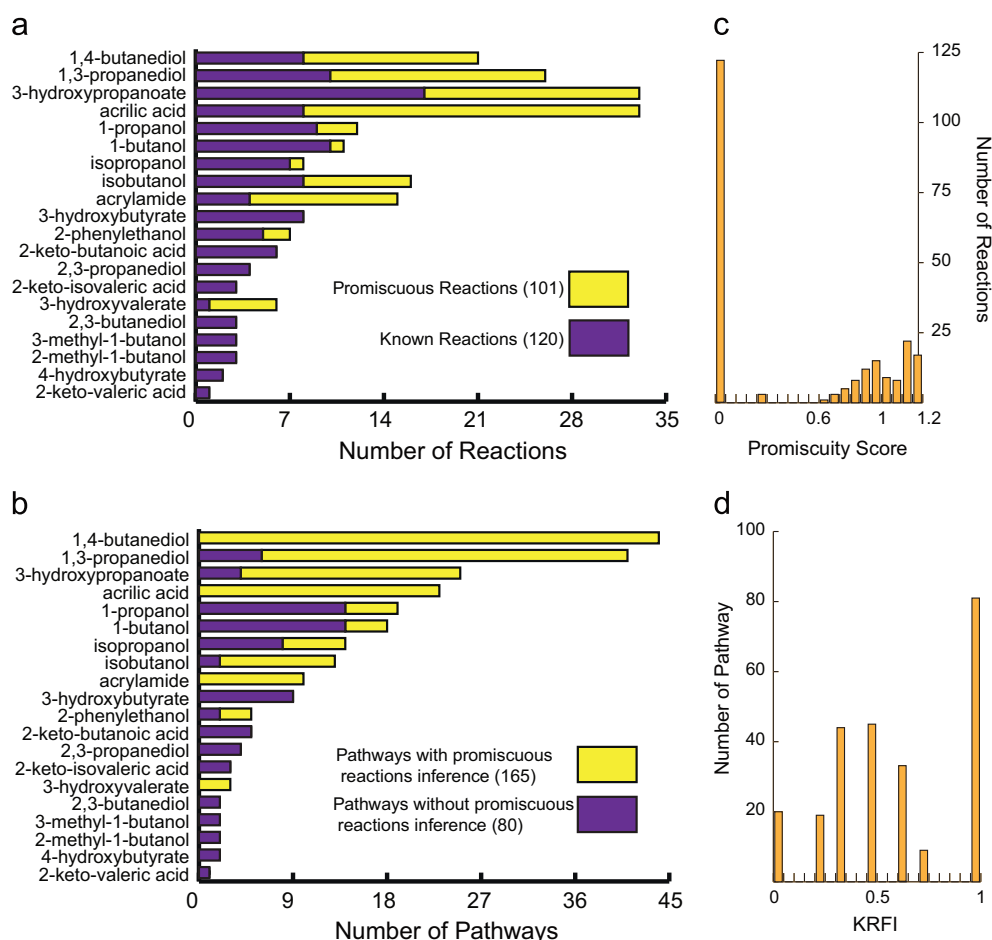 a
1,4-butanediol
1,3-propanediol
3-hydroxypropanoate
acrilic acid
1-propanol
1-butanol
isopropanol
isobutanol
acrylamide
3-hydroxybutyrate
2-phenylethanol
2-keto-butanoic acid
2,3-propanediol
2-keto-isovaleric acid
3-hydroxyvalerate
2,3-butanediol
3-methyl-1-butanol
2-methyl-1-butanol
4-hydroxybutyrate
2-keto-valeric acid
Promiscuous Reactions (101)
Known Reactions (120)
0 7 14 21 28 35
Number of Reactions
c
125
100
75
50
25
Number of Reactions
0 0.6 1 1.2
Promiscuity Score
b
1,4-butanediol
1,3-propanediol
3-hydroxypropanoate
acrilic acid
1-propanol
1-butanol
isopropanol
isobutanol
acrylamide
3-hydroxybutyrate
2-phenylethanol
2-keto-butanoic acid
2,3-propanediol
2-keto-isovaleric acid
3-hydroxyvalerate
2,3-butanediol
3-methyl-1-butanol
2-methyl-1-butanol
4-hydroxybutyrate
2-keto-valeric acid
Pathways with promiscuous
reactions inference (165)
Pathways without promiscuous
reactions inference (80)
0 9 18 27 36 45
Number of Pathways
d
100
80
60
40
20
Number of Pathway
0 0.5 1
KRFI